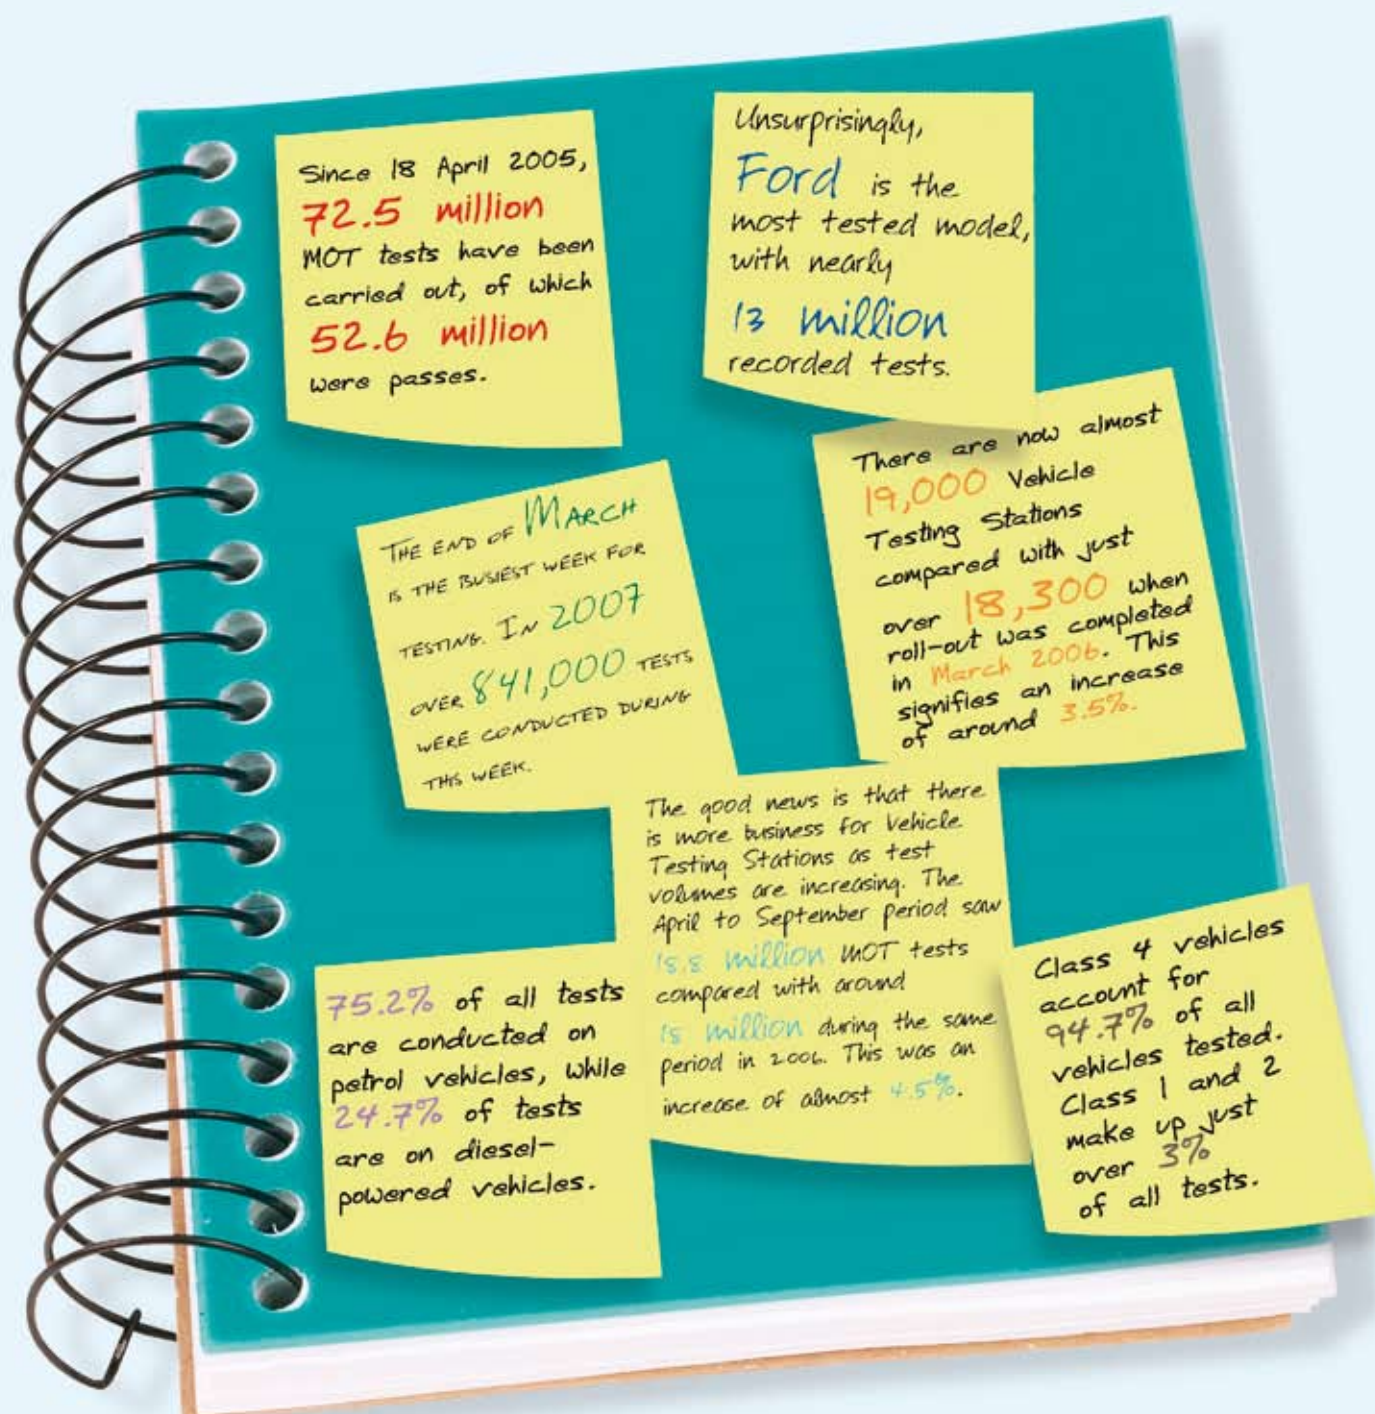 Since 18 April 2005,
72.5 million
MOT tests have been
carried out, of which
52.6 million
were passes.
Unsurprisingly,
Ford is the
most tested model,
with nearly
13 million
recorded tests.
There are now almost
19,000 Vehicle
Testing Stations
compared with just
over 18,300 when
roll-out was completed
in March 2006. This
signifies an increase
of around 3.5%.
THE END OF MARCH
IS THE BUSIEST WEEK FOR
TESTING. IN 2007
OVER 841,000 TESTS
WERE CONDUCTED DURING
THIS WEEK.
The good news is that there
is more business for Vehicle
Testing Stations as test
volumes are increasing. The
April to September period saw
18.8 million MOT tests
compared with around
18 million during the same
period in 2006. This was an
increase of almost 4.5%.
75.2% of all tests
are conducted on
petrol vehicles, while
24.7% of tests
are on diesel-
powered vehicles.
Class 4 vehicles
account for
94.7% of all
vehicles tested.
Class 1 and 2
make up just
over 3%
of all tests.